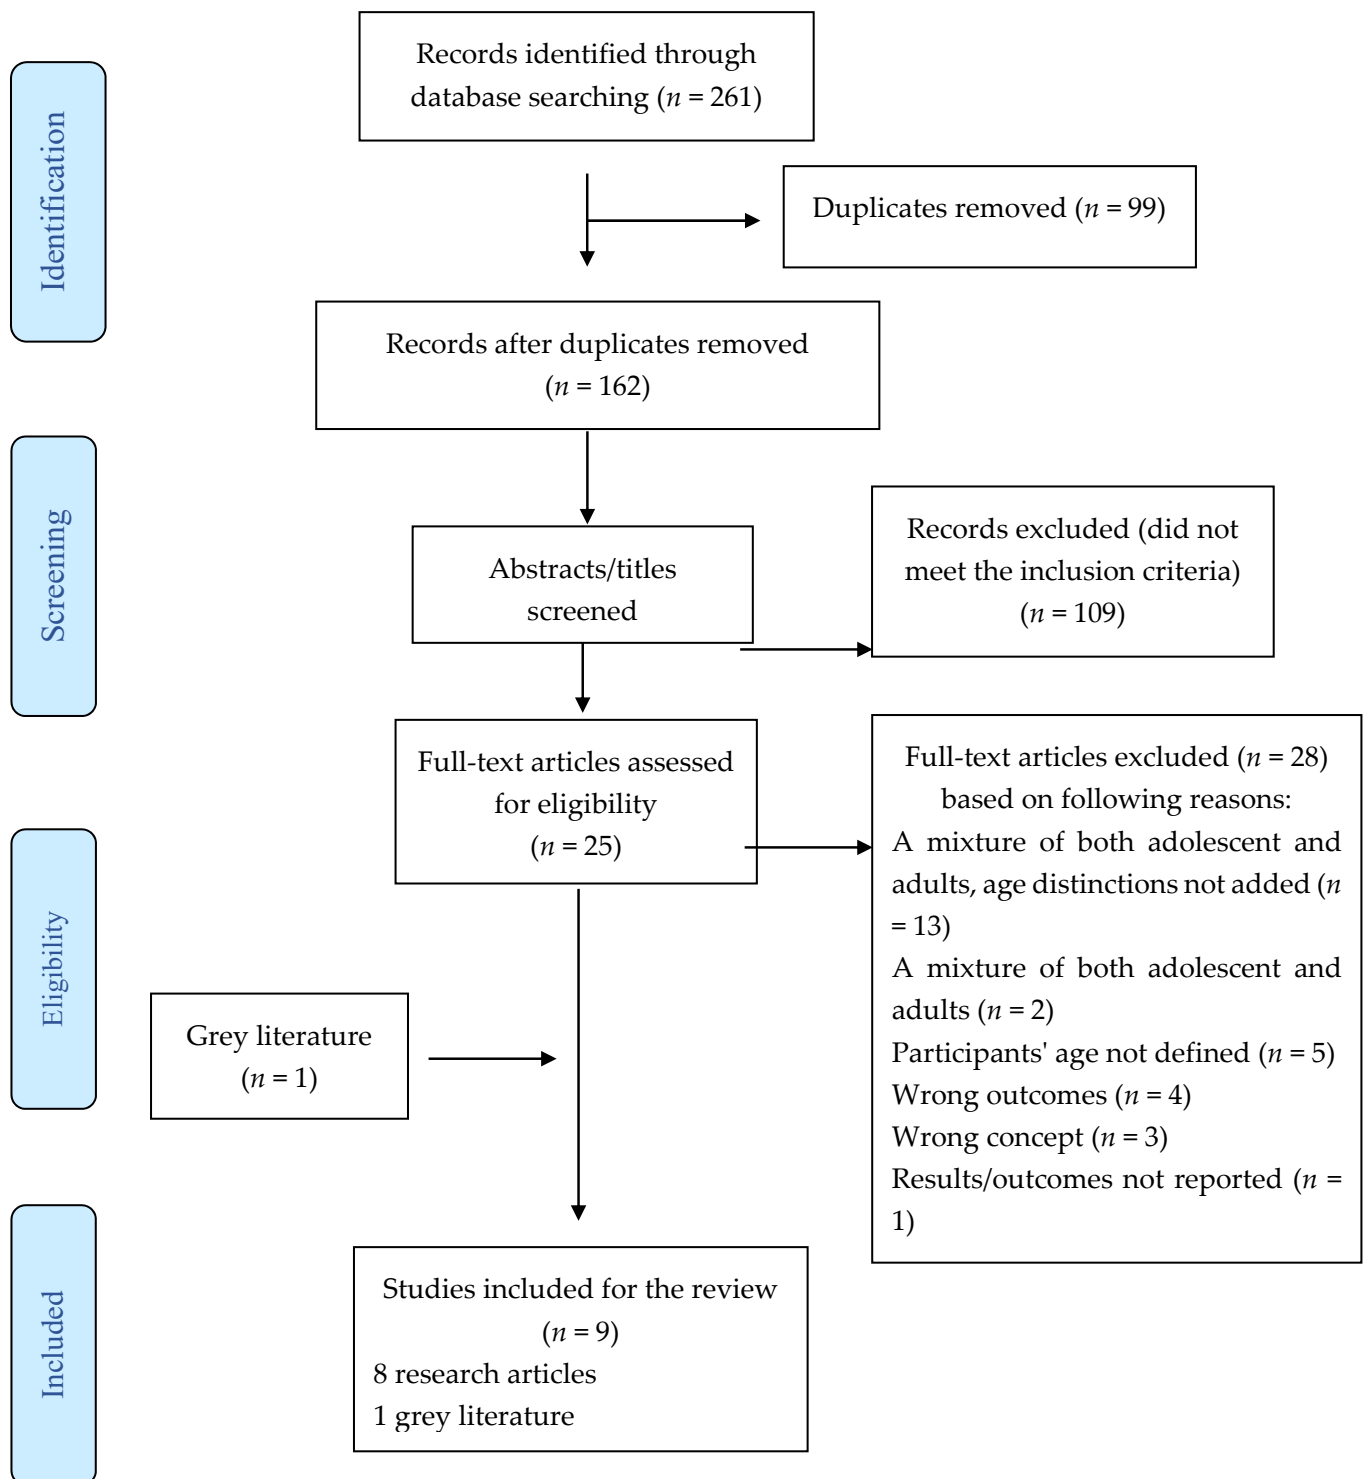 Identification
Records identified through
database searching (n = 261)
Duplicates removed (n = 99)
Records after duplicates removed
(n = 162)
Screening
Abstracts/titles
screened
Records excluded (did not
meet the inclusion criteria)
(n = 109)
Eligibility
Full-text articles assessed
for eligibility
(n = 25)
Full-text articles excluded (n = 28)
based on following reasons:
A mixture of both adolescent and
adults, age distinctions not added (n
= 13)
A mixture of both adolescent and
adults (n = 2)
Participants' age not defined (n = 5)
Wrong outcomes (n = 4)
Wrong concept (n = 3)
Results/outcomes not reported (n =
1)
Grey literature
(n = 1)
Included
Studies included for the review
(n = 9)
8 research articles
1 grey literature